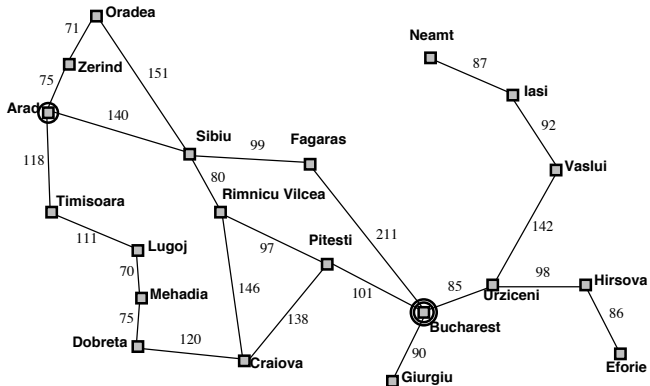 Oradea
71
Neamt
Zerind
87
75
151
Iasi
Arad
140
92
Sibiu
Fagaras
99
118
Vaslui
80
Timisoara
Rimnicu Vilcea
142
111
Lugoj
97
Pitesti
211
70
98
Hirsova
85
Mehadia
146
101
Urziceni
86
75
138
Bucharest
Dobreta
120
90
Craiova
Eforie
Giurgiu